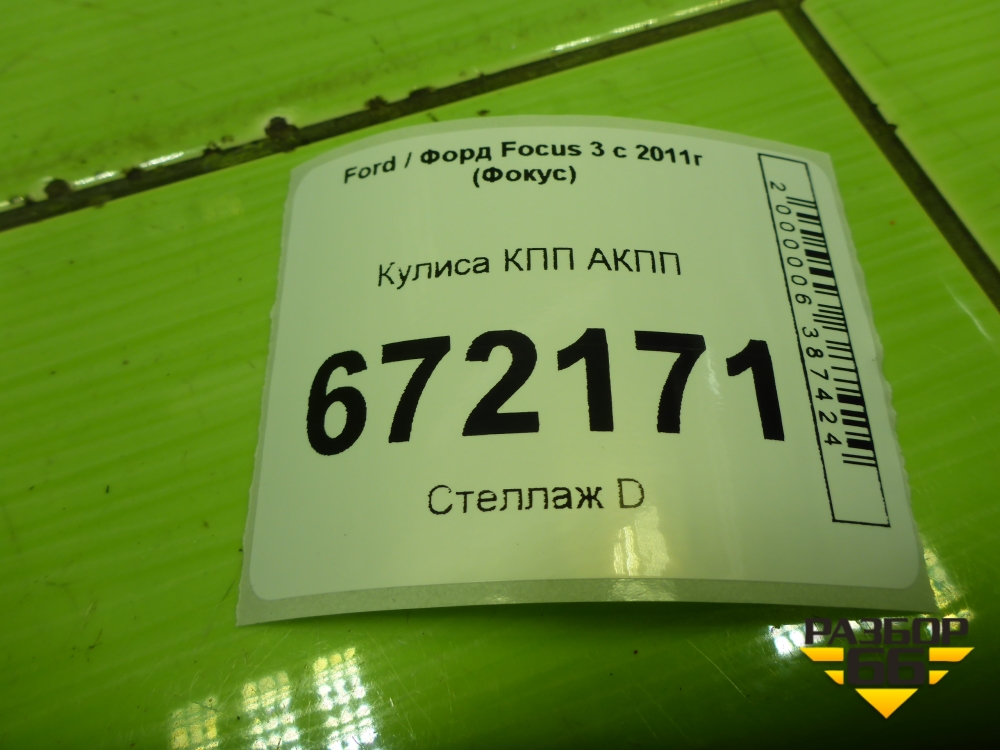 Ford / Форд Focus 3 с 2011г
(Фокус)
Кулиса КПП АКПП
672171
Стеллаж D
2000006387424
РАЗБОР
66